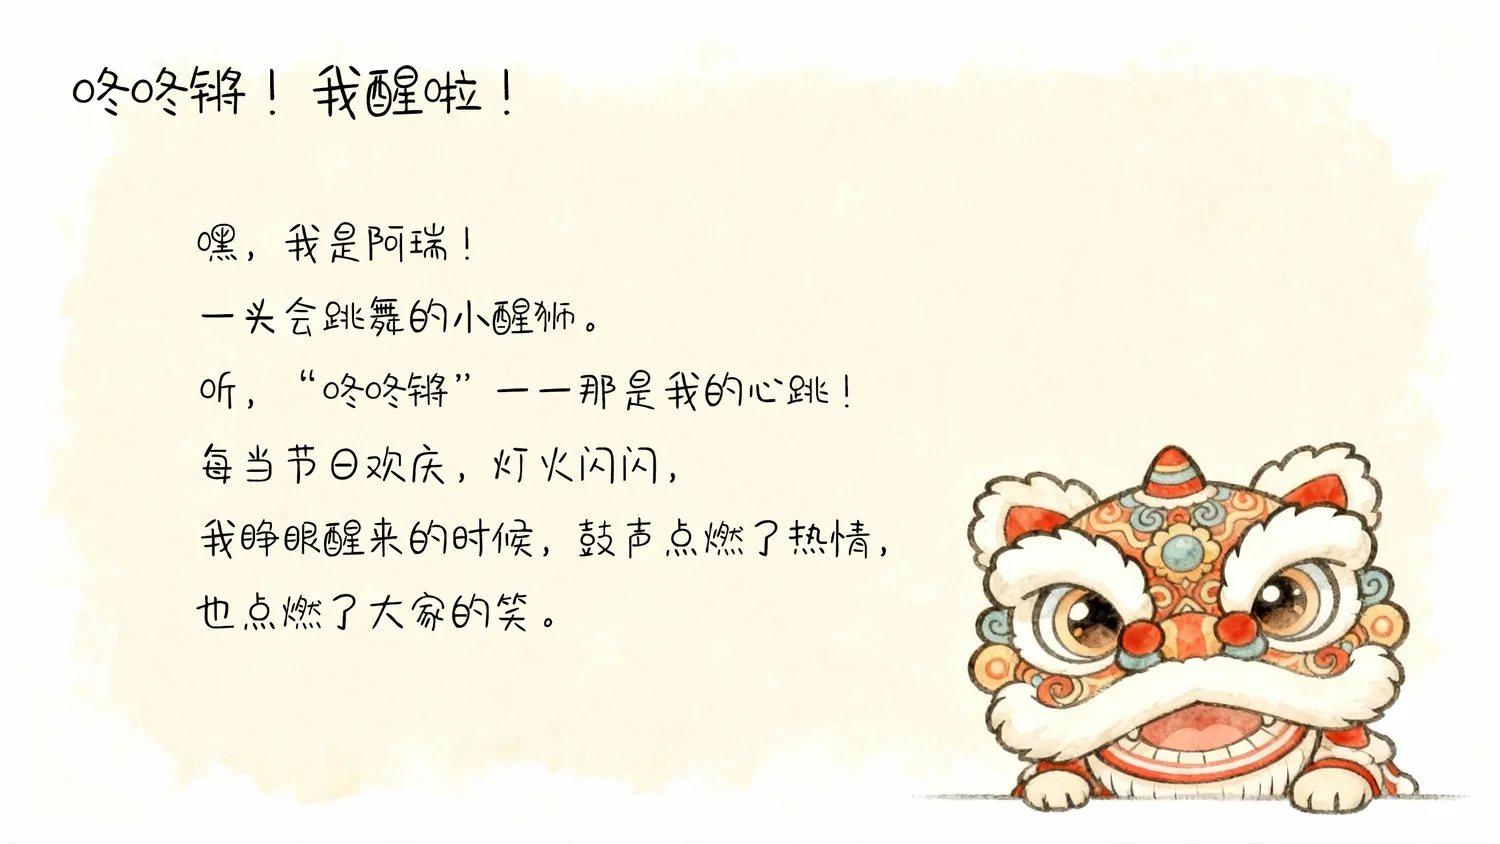 咚咚锵！我醒啦！
嘿，我是阿瑞！
一头会跳舞的小醒狮。
听，“咚咚锵”一一那是我的心跳！
每当节日欢庆，灯火闪闪，
我睁眼醒来的时候，鼓声点燃了热情，
也点燃了大家的笑。